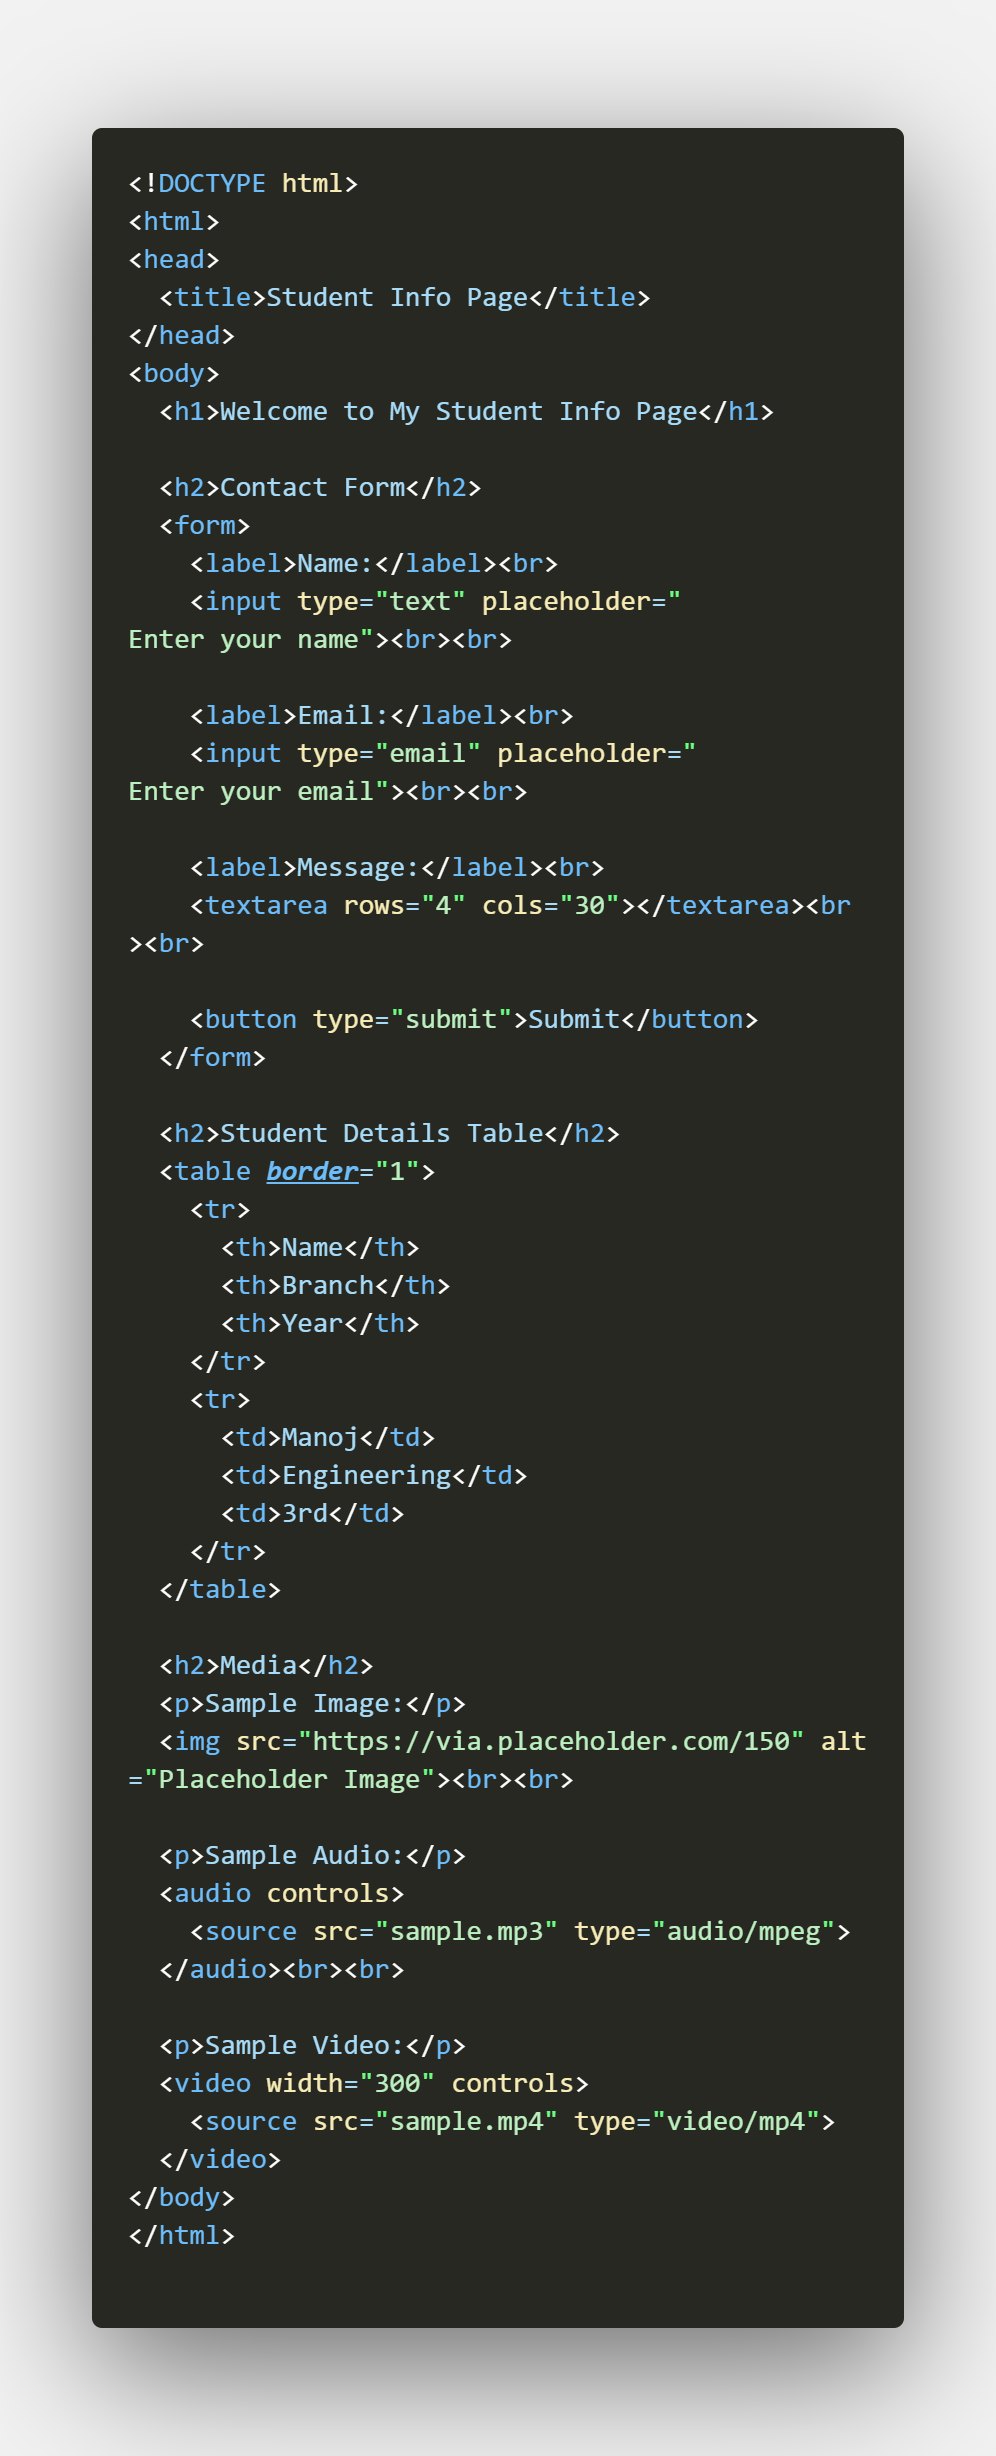 <!DOCTYPE html>
<html>
<head>
  <title>Student Info Page</title>
</head>
<body>
  <h1>Welcome to My Student Info Page</h1>

  <h2>Contact Form</h2>
  <form>
    <label>Name:</label><br>
    <input type="text" placeholder="
Enter your name"><br><br>

    <label>Email:</label><br>
    <input type="email" placeholder="
Enter your email"><br><br>

    <label>Message:</label><br>
    <textarea rows="4" cols="30"></textarea><br
><br>

    <button type="submit">Submit</button>
  </form>

  <h2>Student Details Table</h2>
  <table border="1">
    <tr>
      <th>Name</th>
      <th>Branch</th>
      <th>Year</th>
    </tr>
    <tr>
      <td>Manoj</td>
      <td>Engineering</td>
      <td>3rd</td>
    </tr>
  </table>

  <h2>Media</h2>
  <p>Sample Image:</p>
  <img src="https://via.placeholder.com/150" alt
="Placeholder Image"><br><br>

  <p>Sample Audio:</p>
  <audio controls>
    <source src="sample.mp3" type="audio/mpeg">
  </audio><br><br>

  <p>Sample Video:</p>
  <video width="300" controls>
    <source src="sample.mp4" type="video/mp4">
  </video>
</body>
</html>